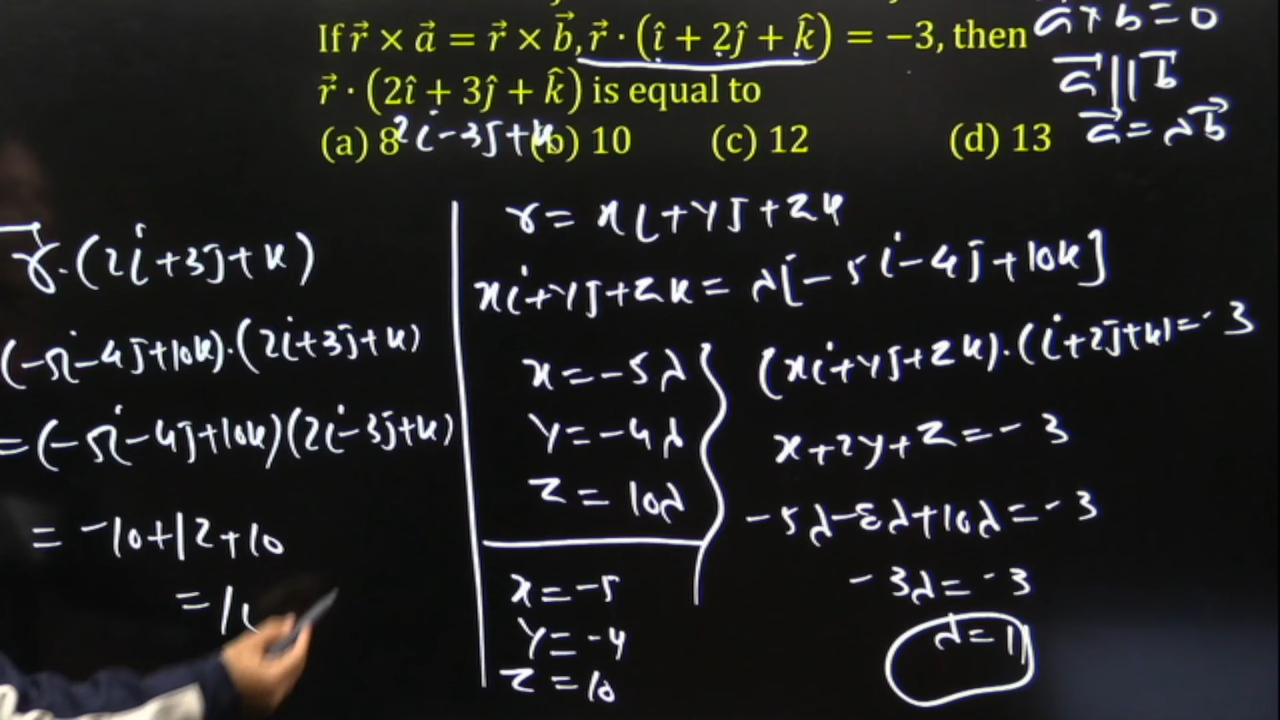 If r⃗ × a⃗ = r⃗ × b⃗, r⃗ · (î + 2ĵ + k̂) = −3, then
r⃗ · (2î + 3ĵ + k̂) is equal to
(a) 8 (b) 10 (c) 12 (d) 13
2i-3j+k
a⃗×b=0
a⃗||b⃗
a⃗=λb⃗
r⃗.(2i+3j+k)
(-5i-4j+10k).(2i+3j+k)
=(-5i-4j+10k)(2i-3j+k)
= -10+12+10
r= xi+yj+zk
xi+yj+zk= λ[-5i-4j+10k]
x=-5λ
y=-4λ
z=10λ
x=-5
y=-4
z=10
(xi+yj+zk).(i+2j+k)=-3
x+2y+z=-3
-5λ-8λ+10λ=-3
-3λ=-3
λ=1